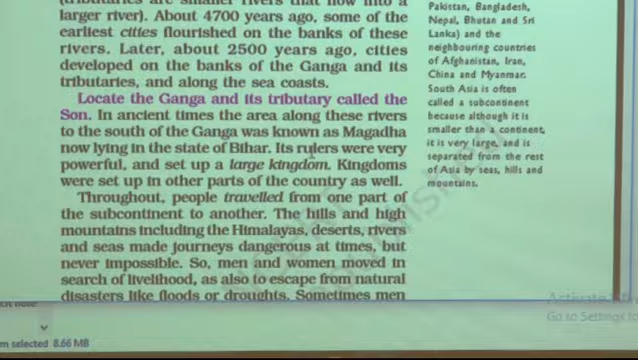 (tributaries are smaller rivers that flow into a
larger river). About 4700 years ago, some of the
earliest cities flourished on the banks of these
rivers. Later, about 2500 years ago, cities
developed on the banks of the Ganga and its
tributaries, and along the sea coasts.
Locate the Ganga and its tributary called the
Son. In ancient times the area along these rivers
to the south of the Ganga was known as Magadha
now lying in the state of Bihar. Its rulers were very
powerful, and set up a large kingdom. Kingdoms
were set up in other parts of the country as well.
Throughout, people travelled from one part of
the subcontinent to another. The hills and high
mountains including the Himalayas, deserts, rivers
and seas made journeys dangerous at times, but
never impossible. So, men and women moved in
search of livelihood, as also to escape from natural
disasters like floods or droughts. Sometimes men
Pakistan, Bangladesh,
Nepal, Bhutan and Sri
Lanka) and the
neighbouring countries
of Afghanistan, Iran,
China and Myanmar.
South Asia is often
called a subcontinent
because although it is
smaller than a continent,
it is very large, and is
separated from the rest
of Asia by seas, hills and
mountains.
Go to Settings to
m selected 8.66 MB